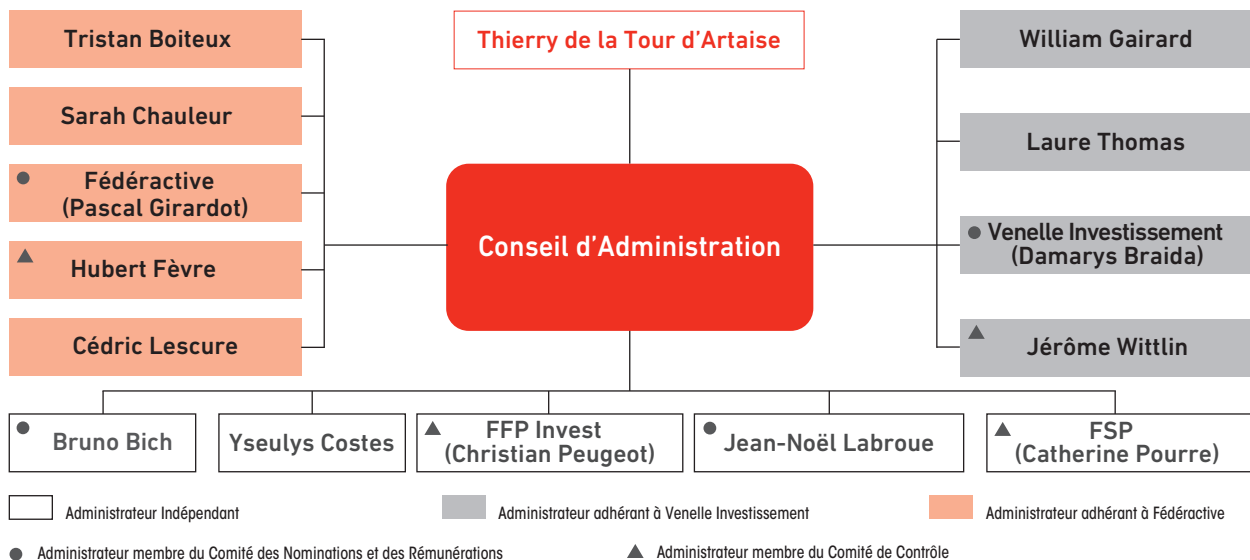 Thierry de la Tour d'Artaise
Conseil d'Administration
Tristan Boiteux
Sarah Chauleur
● Fédéractive
(Pascal Girardot)
▲ Hubert Fèvre
Cédric Lescure
William Gairard
Laure Thomas
● Venelle Investissement
(Damarys Braida)
▲ Jérôme Wittlin
● Bruno Bich
Yseulys Costes
▲ FFP Invest
(Christian Peugeot)
● Jean-Noël Labroue
▲ FSP
(Catherine Pourre)
Administrateur Indépendant
Administrateur adhérant à Venelle Investissement
Administrateur adhérant à Fédéractive
● Administrateur membre du Comité des Nominations et des Rémunérations
▲ Administrateur membre du Comité de Contrôle